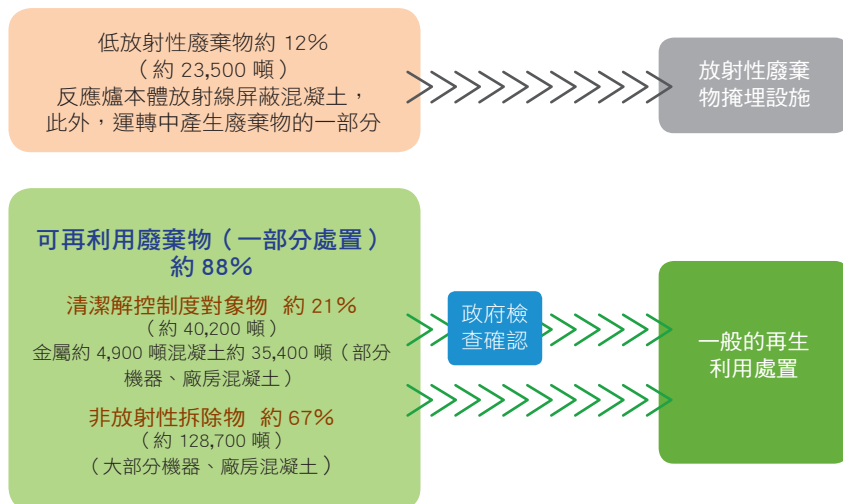 低放射性廢棄物約 12%
（約 23,500 噸）
反應爐本體放射線屏蔽混凝土，
此外，運轉中產生廢棄物的一部分
放射性廢棄
物掩埋設施
可再利用廢棄物（一部分處置）
約 88%
清潔解控制度對象物 約 21%
（約 40,200 噸）
金屬約 4,900 噸混凝土約 35,400 噸（部分
機器、廠房混凝土）
非放射性拆除物 約 67%
（約 128,700 噸）
（大部分機器、廠房混凝土）
政府檢
查確認
一般的再生
利用處置